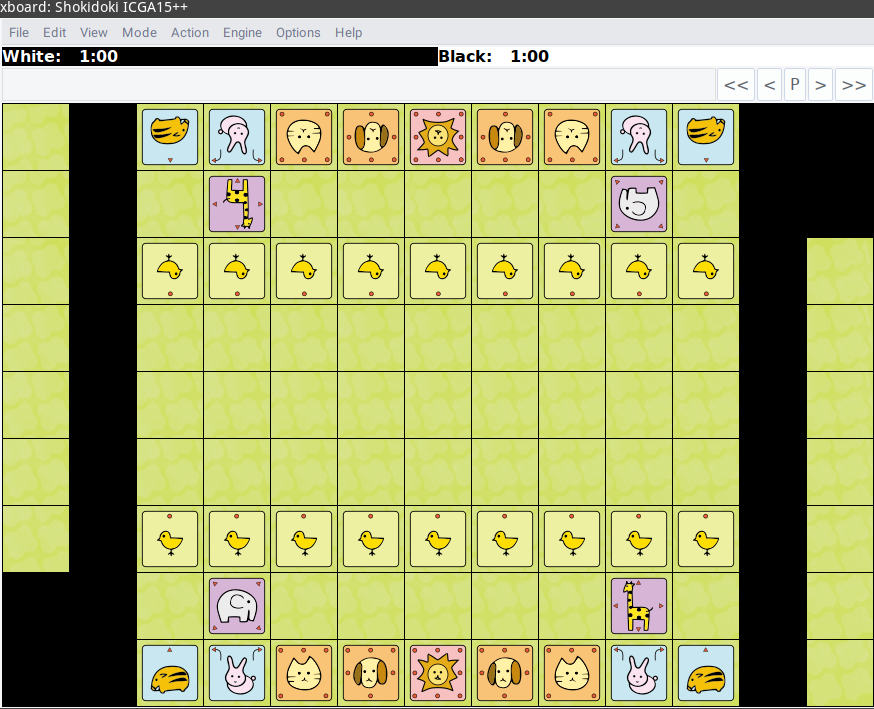 xboard: Shokidoki ICGA15++
File Edit View Mode Action Engine Options Help
White: 1:00 Black: 1:00
<< < P > >>